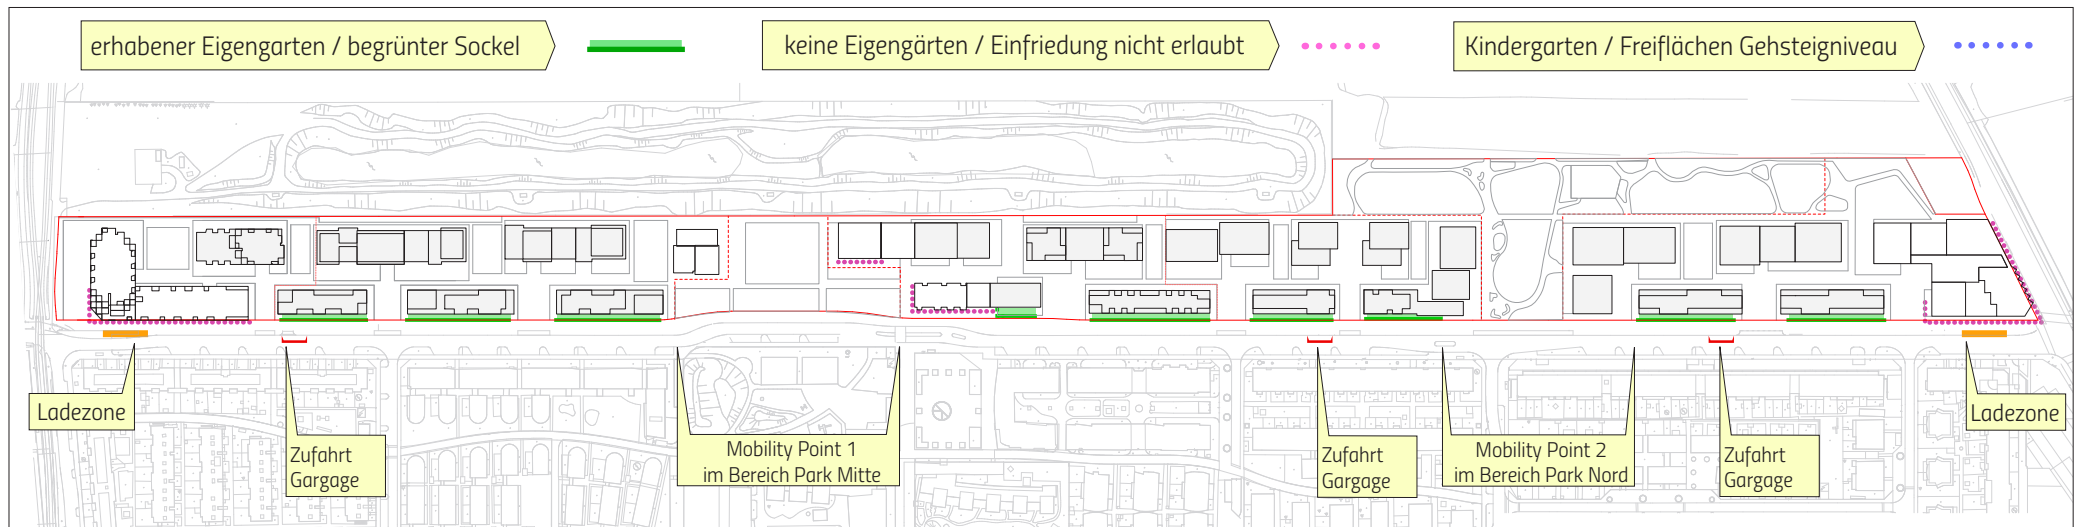 erhabener Eigengarten / begrünter Sockel
keine Eigengärten / Einfriedung nicht erlaubt
Kindergarten / Freiflächen Gehsteigniveau
Ladezone
Zufahrt
Gargage
Mobility Point 1
im Bereich Park Mitte
Zufahrt
Gargage
Mobility Point 2
im Bereich Park Nord
Zufahrt
Gargage
Ladezone